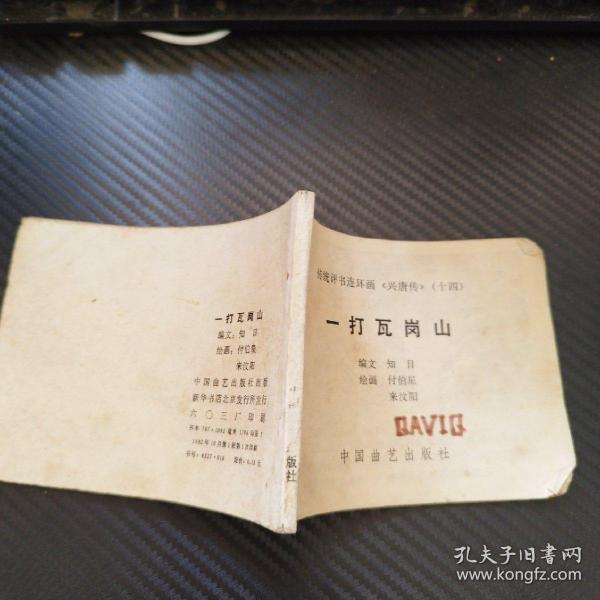 一打瓦岗山
编文：知目
绘画：付伯星
来汶阳
中国曲艺出版社出版
新华书店北京发行所发行
六〇三厂印刷
版社
传统评书连环画《兴唐传》(十四)
一打瓦岗山
编文 知目
绘画 付伯星
来汶阳
QAVIQ
中国曲艺出版社
孔夫子旧书网
www.kongfz.com